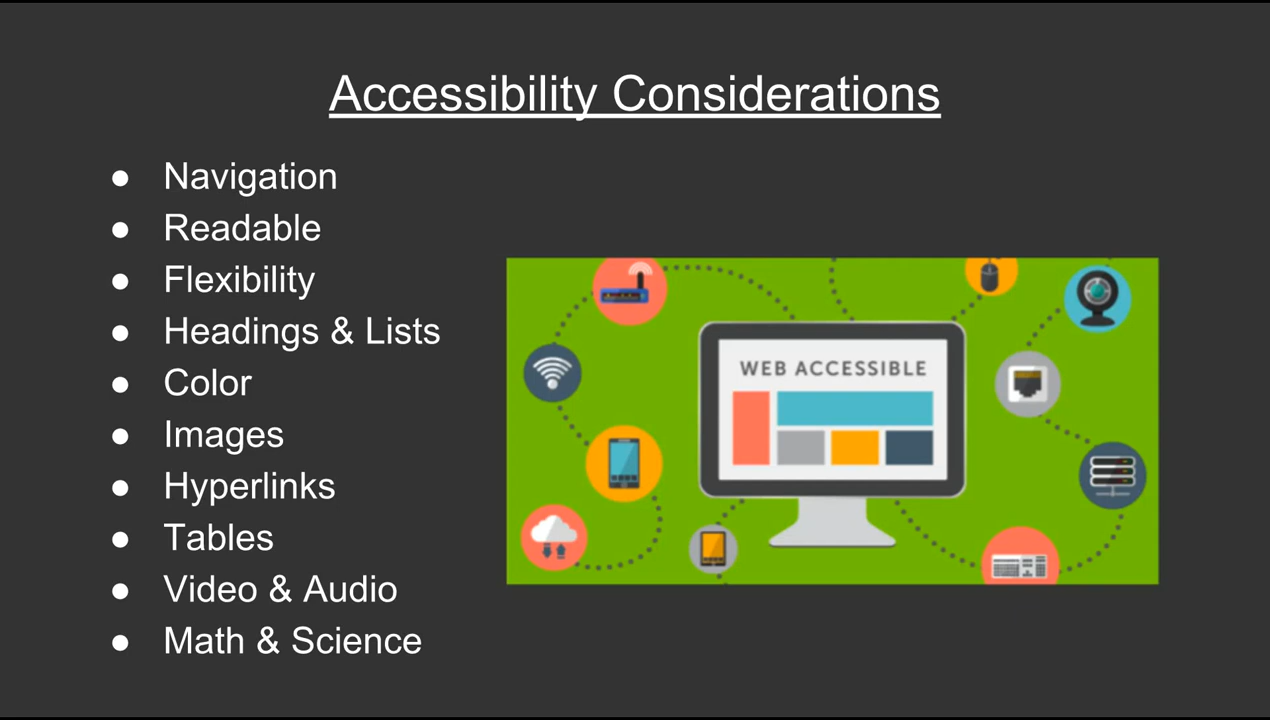 Accessibility Considerations
● Navigation
● Readable
● Flexibility
● Headings & Lists
● Color
● Images
● Hyperlinks
● Tables
● Video & Audio
● Math & Science
WEB ACCESSIBLE